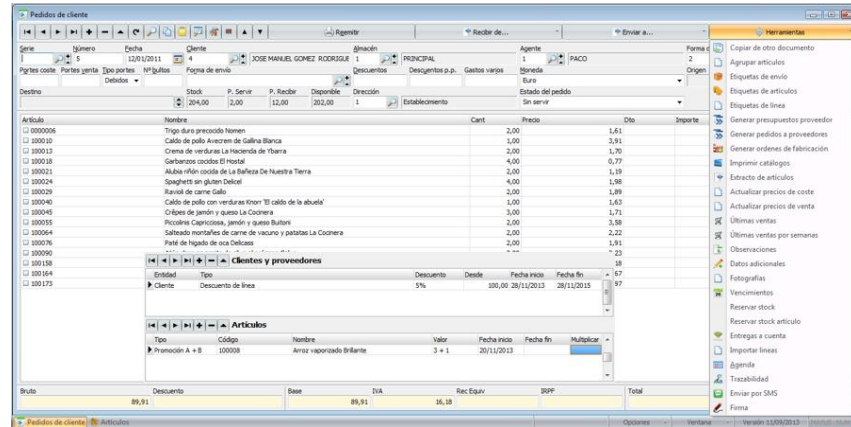 Pedidos de cliente
Reemitir
Recibir de...
Enviar a...
Herramientas
Serie Número Fecha Cliente Almacén Agente
5 12/01/2011 4 JOSE MANUEL GOMEZ RODRIGUE 1 PRINCIPAL 1 PACO 2
Portes coste Portes venta Tipo portes Nº bultos Forma de envío Descuentos Descuentos p.p. Gastos varios Moneda Origen
Debidos Euro
Destino Stock P. Servir P. Recibir Disponible Dirección Estado del pedido
204,00 2,00 12,00 202,00 1 Establecimiento Sin servir
Artículo Nombre Cant Precio Dto Importe
0000006 Trigo duro precocido Nomen 2,00 1,61
100010 Caldo de pollo Avecrem de Gallina Blanca 1,00 3,91
100013 Crema de verduras La Hacienda de Ybarra 2,00 1,70
100018 Garbanzos cocidos El Hostal 4,00 0,77
100021 Alubia riñón cocida de La Bañeza De Nuestra Tierra 2,00 1,19
100024 Spaghetti sin gluten Delicel 4,00 1,98
100029 Ravioli de carne Gallo 2,00 1,89
100040 Caldo de pollo con verduras Knorr 'El caldo de la abuela' 1,00 1,63
100045 Crêpes de jamón y queso La Cocinera 3,00 1,71
100055 Piccolinis Capricciosa, jamón y queso Buitoni 2,00 3,58
100064 Salteado montañés de carne de vacuno y patatas La Cocinera 2,00 2,22
100076 Paté de higado de oca Delicass 2,00 1,91
100090
100158
100164
100173
Clientes y proveedores
Entidad Tipo Descuento Desde Fecha inicio Fecha fin
Cliente Descuento de línea 5% 100,00 28/11/2013 28/11/2015
Artículos
Tipo Código Nombre Valor Fecha inicio Fecha fin Multiplicar
Promoción A + B 100008 Arroz vaporizado Brillante 3 + 1 20/11/2013
Bruto Descuento Base IVA Rec Equiv IRPF Total
89,91 89,91 16,18
Copiar de otro documento
Agrupar artículos
Etiquetas de envío
Etiquetas de artículos
Etiquetas de línea
Generar presupuestos proveedor
Generar pedidos a proveedores
Generar ordenes de fabricación
Imprimir catálogos
Extracto de artículos
Actualizar precios de coste
Actualizar precios de venta
Últimas ventas
Últimas ventas por semanas
Observaciones
Datos adicionales
Fotografías
Vencimientos
Reservar stock
Reservar stock artículo
Entregas a cuenta
Importar lineas
Agenda
Trazabilidad
Enviar por SMS
Firma
Pedidos de cliente Artículos Opciones Ventana Versión 11/09/2013